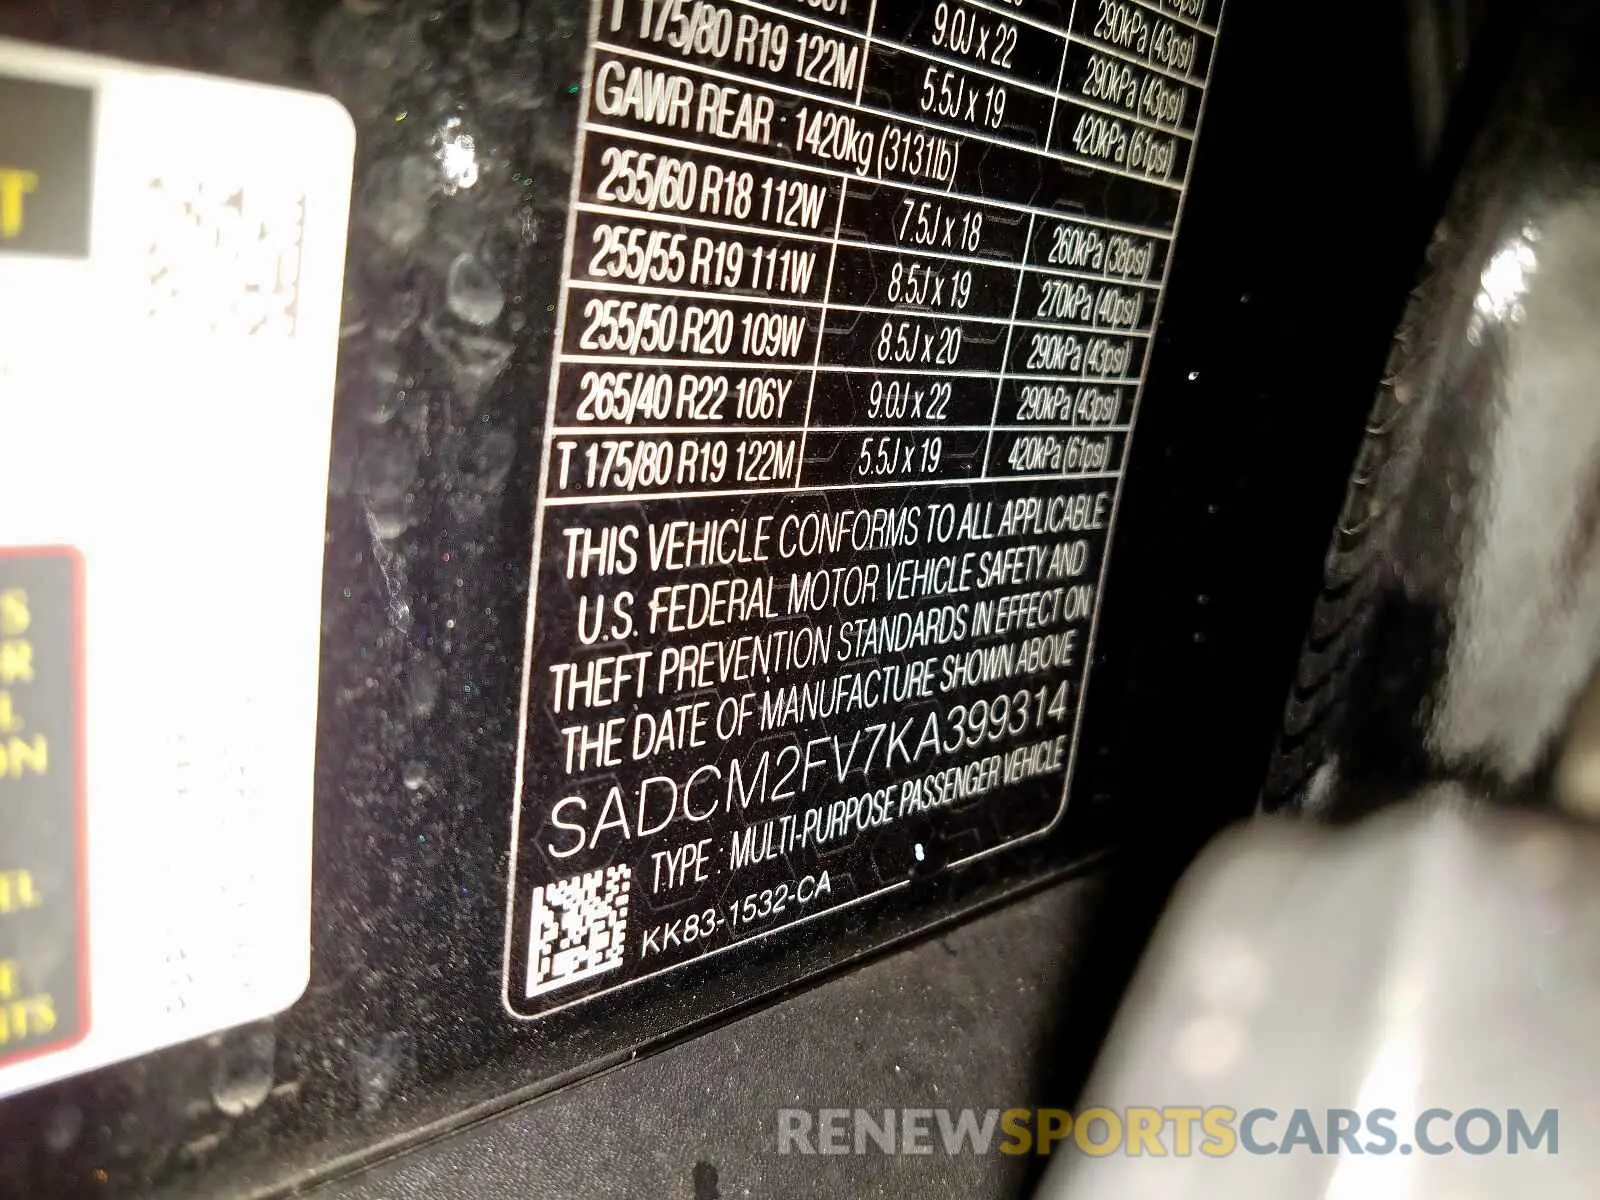 9.0J x 22 290kPa (43psi)
T 175/80 R19 122M 5.5J x 19 290kPa (43psi)
420kPa (61psi)
GAWR REAR : 1420kg (3131lb)
255/60 R18 112W 7.5J x 18 260kPa (38psi)
255/55 R19 111W 8.5J x 19 270kPa (40psi)
255/50 R20 109W 8.5J x 20 290kPa (43psi)
265/40 R22 106Y 9.0J x 22 290kPa (43psi)
T 175/80 R19 122M 5.5J x 19 420kPa (61psi)
THIS VEHICLE CONFORMS TO ALL APPLICABLE
U.S. FEDERAL MOTOR VEHICLE SAFETY AND
THEFT PREVENTION STANDARDS IN EFFECT ON
THE DATE OF MANUFACTURE SHOWN ABOVE
SADCM2FV7KA399314
TYPE : MULTI-PURPOSE PASSENGER VEHICLE
KK83-1532-CA
T
S
R
L
ON
EL
E
ITS
RENEWSPORTSCARS.COM